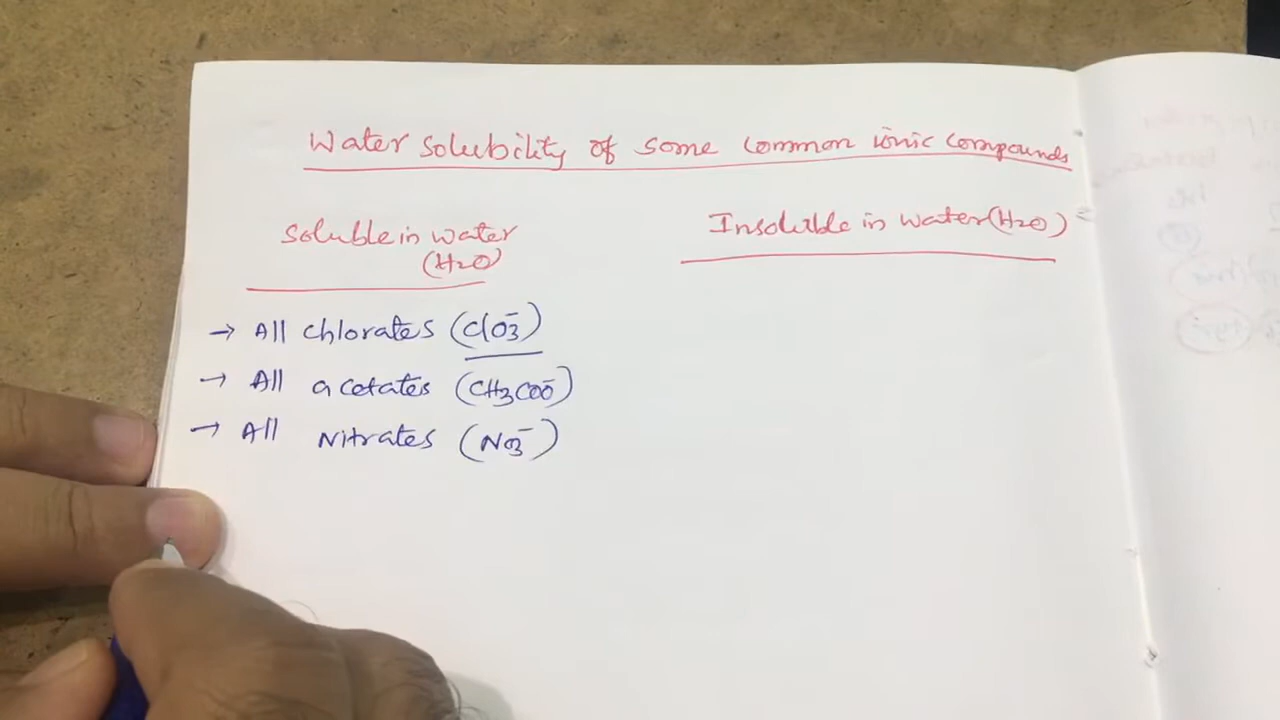 Water solubility of some common ionic compounds
Soluble in water
(H2O)
Insoluble in water (H2O)
→ All chlorates (ClO3⁻)
→ All acetates (CH3COO⁻)
→ All Nitrates (NO3⁻)